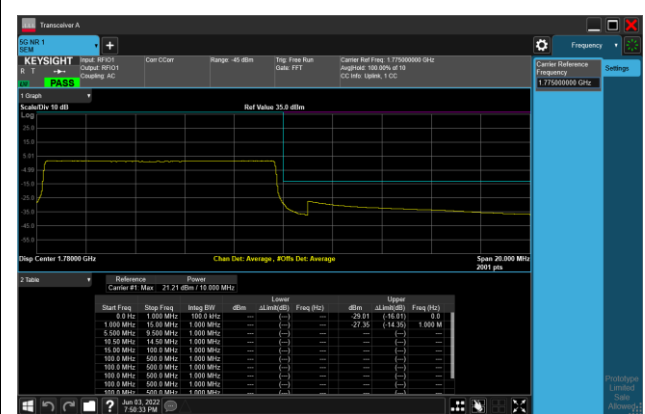 Transceiver A
5G NR 1
SEM
Frequency
KEYSIGHT Input: RFIO1 Corr CCorr Range: -45 dBm Trig: Free Run Carrier Ref Freq: 1.775000000 GHz
R T Output: RFIO1 Gate: FFT Avg|Hold: 100.00% of 10
Coupling: AC CC Info: Uplink, 1 CC
PASS
Carrier Reference
Frequency
1.775000000 GHz
Settings
1 Graph
Scale/Div 10 dB Ref Value 35.0 dBm
Log
25.0
15.0
5.01
-4.99
-15.0
-25.0
-35.0
-45.0
-55.0
Disp Center 1.78000 GHz Chan Det: Average, #Offs Det: Average Span 20.000 MHz
2001 pts
2 Table
Reference Power
Carrier #1 Max 21.21 dBm / 10.000 MHz
Lower Upper
Start Freq Stop Freq Integ BW dBm ΔLimit(dB) Freq (Hz) dBm ΔLimit(dB) Freq (Hz)
0.0 Hz 1.000 MHz 100.0 kHz --- (---) --- -29.01 (-16.01) 0.0
1.000 MHz 15.00 MHz 1.000 MHz --- (---) --- -27.35 (-14.35) 1.000 M
5.500 MHz 9.500 MHz 1.000 MHz --- (---) --- --- (---) ---
10.50 MHz 14.50 MHz 1.000 MHz --- (---) --- --- (---) ---
15.00 MHz 100.0 MHz 1.000 MHz --- (---) --- --- (---) ---
100.0 MHz 500.0 MHz 1.000 MHz --- (---) --- --- (---) ---
100.0 MHz 500.0 MHz 1.000 MHz --- (---) --- --- (---) ---
100.0 MHz 500.0 MHz 1.000 MHz --- (---) --- --- (---) ---
100.0 MHz 500.0 MHz 1.000 MHz --- (---) --- --- (---) ---
100.0 MHz 500.0 MHz 1.000 MHz --- (---) --- --- (---) ---
Prototype
Limited
Sale
Allowed
Jun 03, 2022
7:50:33 PM